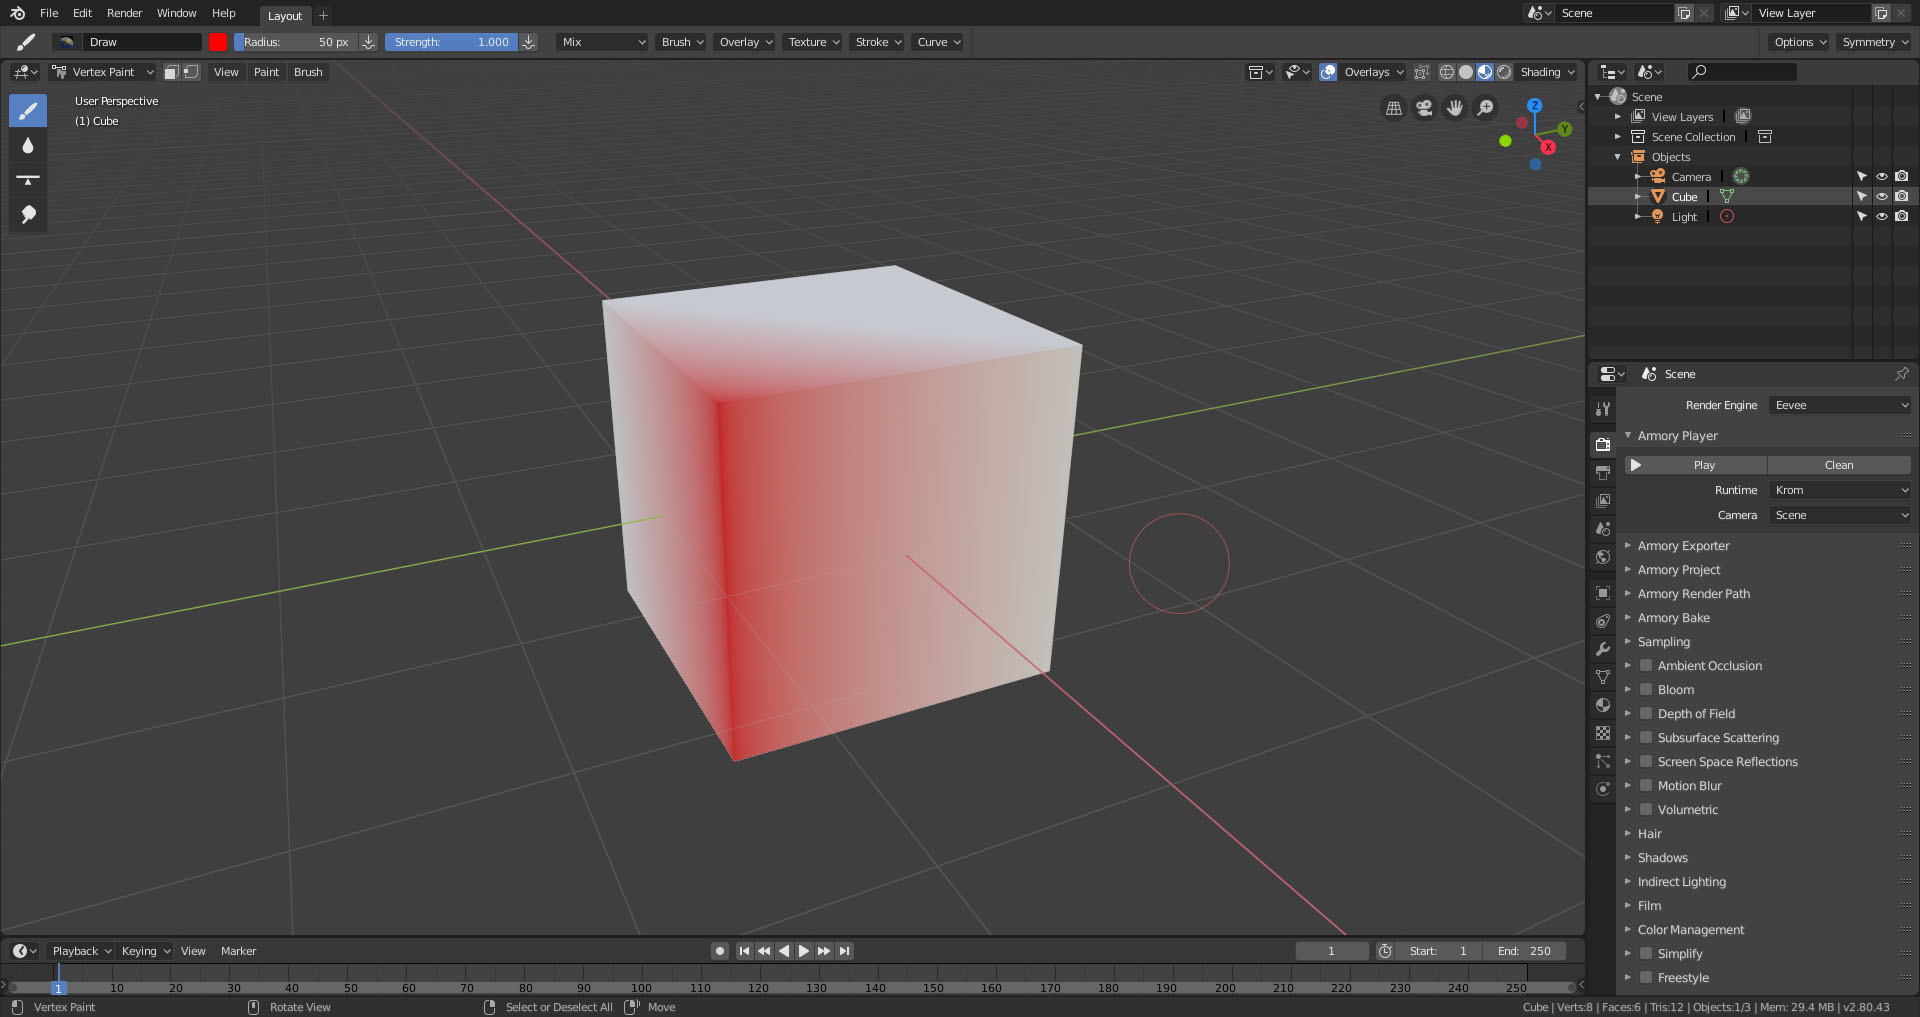 File Edit Render Window Help Layout + Scene View Layer
Draw Radius: 50 px Strength: 1.000 Mix Brush Overlay Texture Stroke Curve Options Symmetry
Vertex Paint View Paint Brush Overlays Shading
User Perspective
(1) Cube
Z
Y
X
Scene
View Layers
Scene Collection
Objects
Camera
Cube
Light
Scene
Render Engine Eevee
Armory Player
Play Clean
Runtime Krom
Camera Scene
Armory Exporter
Armory Project
Armory Render Path
Armory Bake
Sampling
Ambient Occlusion
Bloom
Depth of Field
Subsurface Scattering
Screen Space Reflections
Motion Blur
Volumetric
Hair
Shadows
Indirect Lighting
Film
Color Management
Simplify
Freestyle
Playback Keying View Marker 1 Start: 1 End: 250
1 10 20 30 40 50 60 70 80 90 100 110 120 130 140 150 160 170 180 190 200 210 220 230 240 250
Vertex Paint Rotate View Select or Deselect All Move Cube | Verts:8 | Faces:6 | Tris:12 | Objects:1/3 | Mem: 29.4 MB | v2.80.43